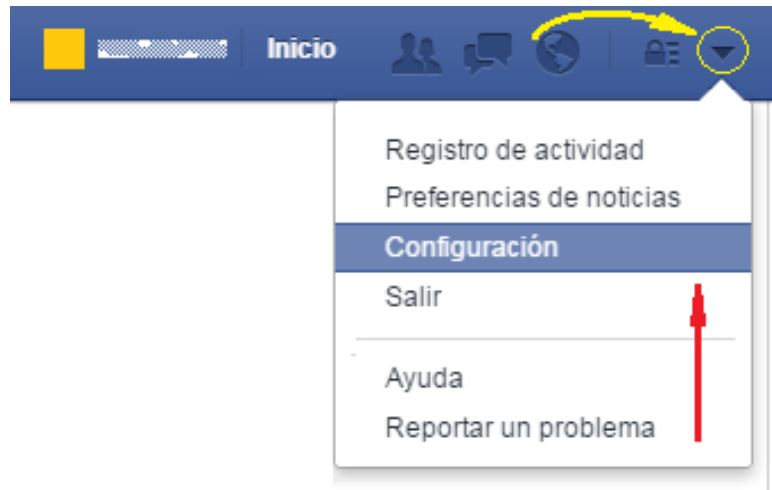 Inicio
Registro de actividad
Preferencias de noticias
Configuración
Salir
Ayuda
Reportar un problema